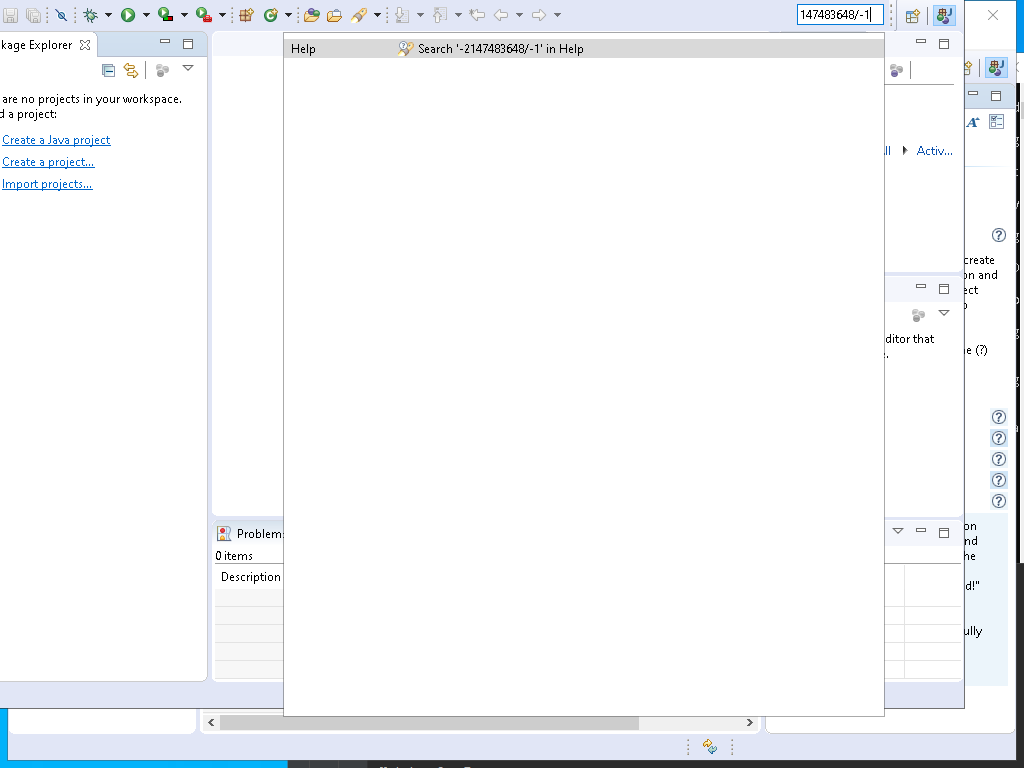 147483648/-1
kage Explorer
Help
Search '-2147483648/-1' in Help
are no projects in your workspace.
d a project:
Create a Java project
Create a project...
Import projects...
ll
Activ...
create
on and
ect
ditor that
e (?)
Problem
0 items
Description
on
nd
he
d!"
ully